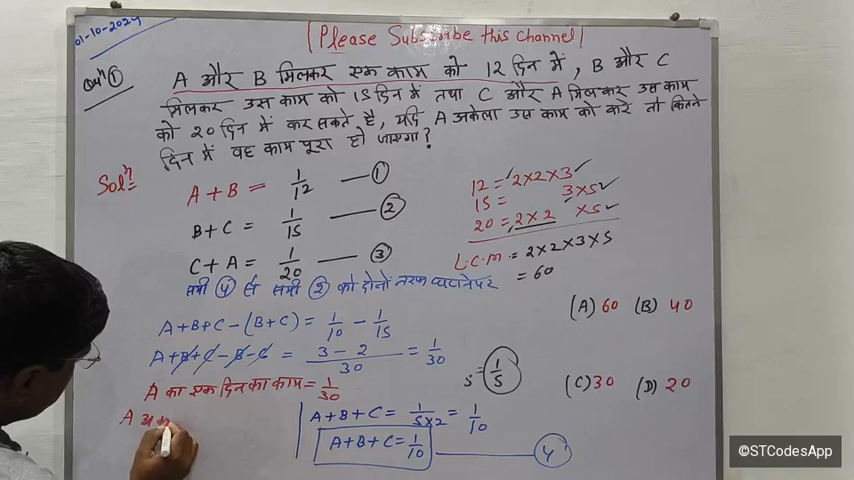 01-10-2024
[Please Subscribe this channel]
Quⁿ ① A और B मिलकर एक काम को 12 दिन में, B और C
मिलकर उस काम को 15 दिन में तथा C और A मिलकर उस काम
को 20 दिन में कर सकते है, यदि A अकेला उस काम को करे तो कितने
दिन में वह काम पूरा हो जाएगा?
Solⁿ=
A + B = 1/12 — ①
B + C = 1/15 — ②
C + A = 1/20 — ③
12 = 2 × 2 × 3
15 = 3 × 5
20 = 2 × 2 × 5
L.C.M. = 2 × 2 × 3 × 5
= 60
समी ④ से समी ② को दोनों तरफ घटाने पर
A + B + C - (B + C) = 1/10 - 1/15
A + B + C - B - C = 3 - 2/30 = 1/30
A का एक दिन का काम = 1/30
A अ
= 1/5
A + B + C = 1/5×2 = 1/10
A + B + C = 1/10 — 4
(A) 60 (B) 40
(C) 30 (D) 20
@STCodesApp